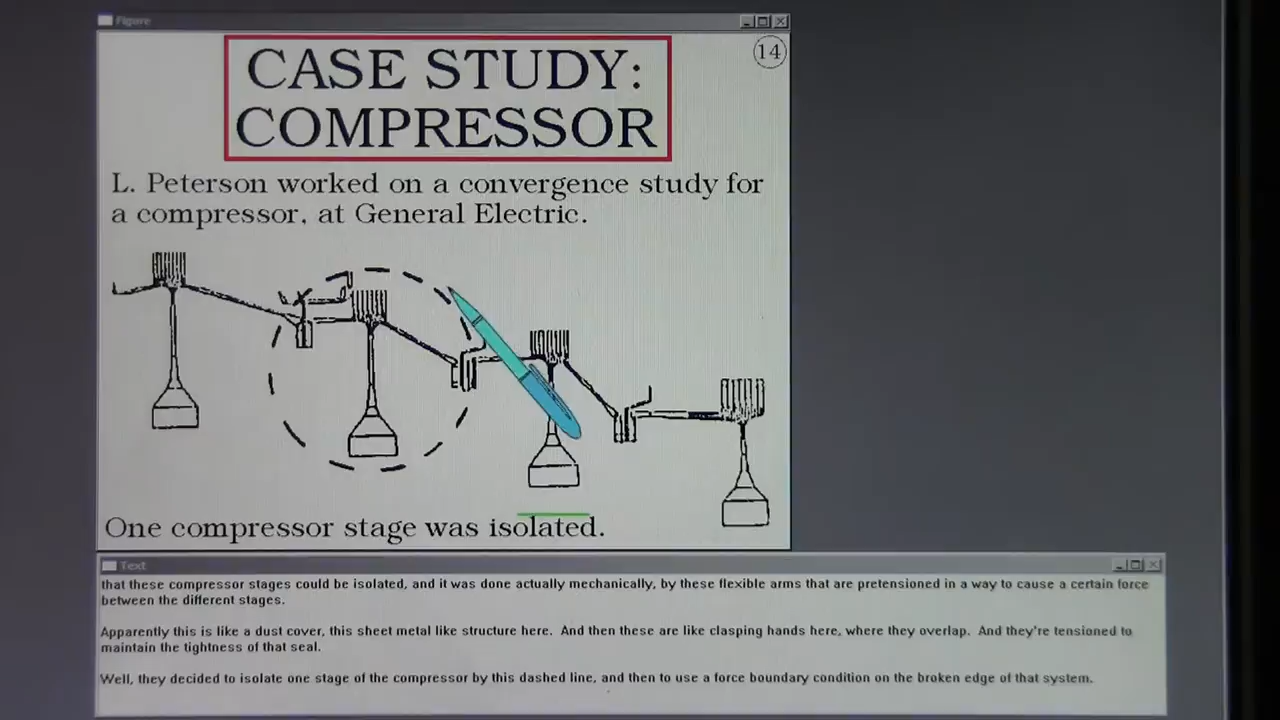 Figure
14
CASE STUDY:
COMPRESSOR
L. Peterson worked on a convergence study for
a compressor, at General Electric.
One compressor stage was isolated.
Text
that these compressor stages could be isolated, and it was done actually mechanically, by these flexible arms that are pretensioned in a way to cause a certain force
between the different stages.
Apparently this is like a dust cover, this sheet metal like structure here. And then these are like clasping hands here, where they overlap. And they're tensioned to
maintain the tightness of that seal.
Well, they decided to isolate one stage of the compressor by this dashed line, and then to use a force boundary condition on the broken edge of that system.